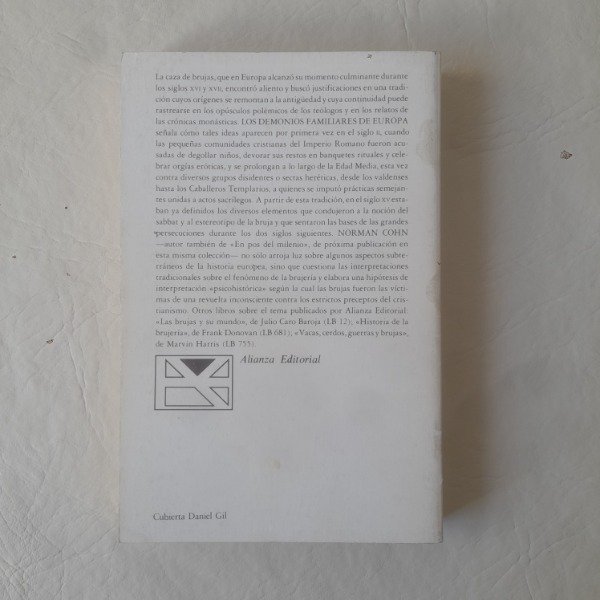 La caza de brujas, que en Europa alcanzó su momento culminante durante
los siglos XVI y XVII, encontró aliento y buscó justificaciones en una tradi-
ción cuyos orígenes se remontan a la antigüedad y cuya continuidad puede
rastrearse en los opúsculos polémicos de los teólogos y en los relatos de
las crónicas monásticas. LOS DEMONIOS FAMILIARES DE EUROPA
señala cómo tales ideas aparecen por primera vez en el siglo II, cuando
las pequeñas comunidades cristianas del Imperio Romano fueron acu-
sadas de degollar niños, devorar sus restos en banquetes rituales y cele-
brar orgías eróticas, y se prolongan a lo largo de la Edad Media, esta vez
contra diversos grupos disidentes o sectas heréticas, desde los valdenses
hasta los Caballeros Templarios, a quienes se imputó prácticas semejan-
tes unidas a actos sacrílegos. A partir de esta tradición, en el siglo XV esta-
ban ya definidos los diversos elementos que condujeron a la noción del
sabbat y al estereotipo de la bruja y que sentaron las bases de las grandes
persecuciones durante los dos siglos siguientes. NORMAN COHN
—autor también de «En pos del milenio», de próxima publicación en
esta misma colección— no sólo arroja luz sobre algunos aspectos subte-
rráneos de la historia europea, sino que cuestiona las interpretaciones
tradicionales sobre el fenómeno de la brujería y elabora una hipótesis de
interpretación «psicohistórica» según la cual las brujas fueron las vícti-
mas de una revuelta inconsciente contra los estrictos preceptos del cris-
tianismo. Otros libros sobre el tema publicados por Alianza Editorial:
«Las brujas y su mundo», de Julio Caro Baroja (LB 12); «Historia de la
brujería», de Frank Donovan (LB 681); «Vacas, cerdos, guerras y brujas»,
de Marvin Harris (LB 755).
Alianza Editorial
Cubierta Daniel Gil